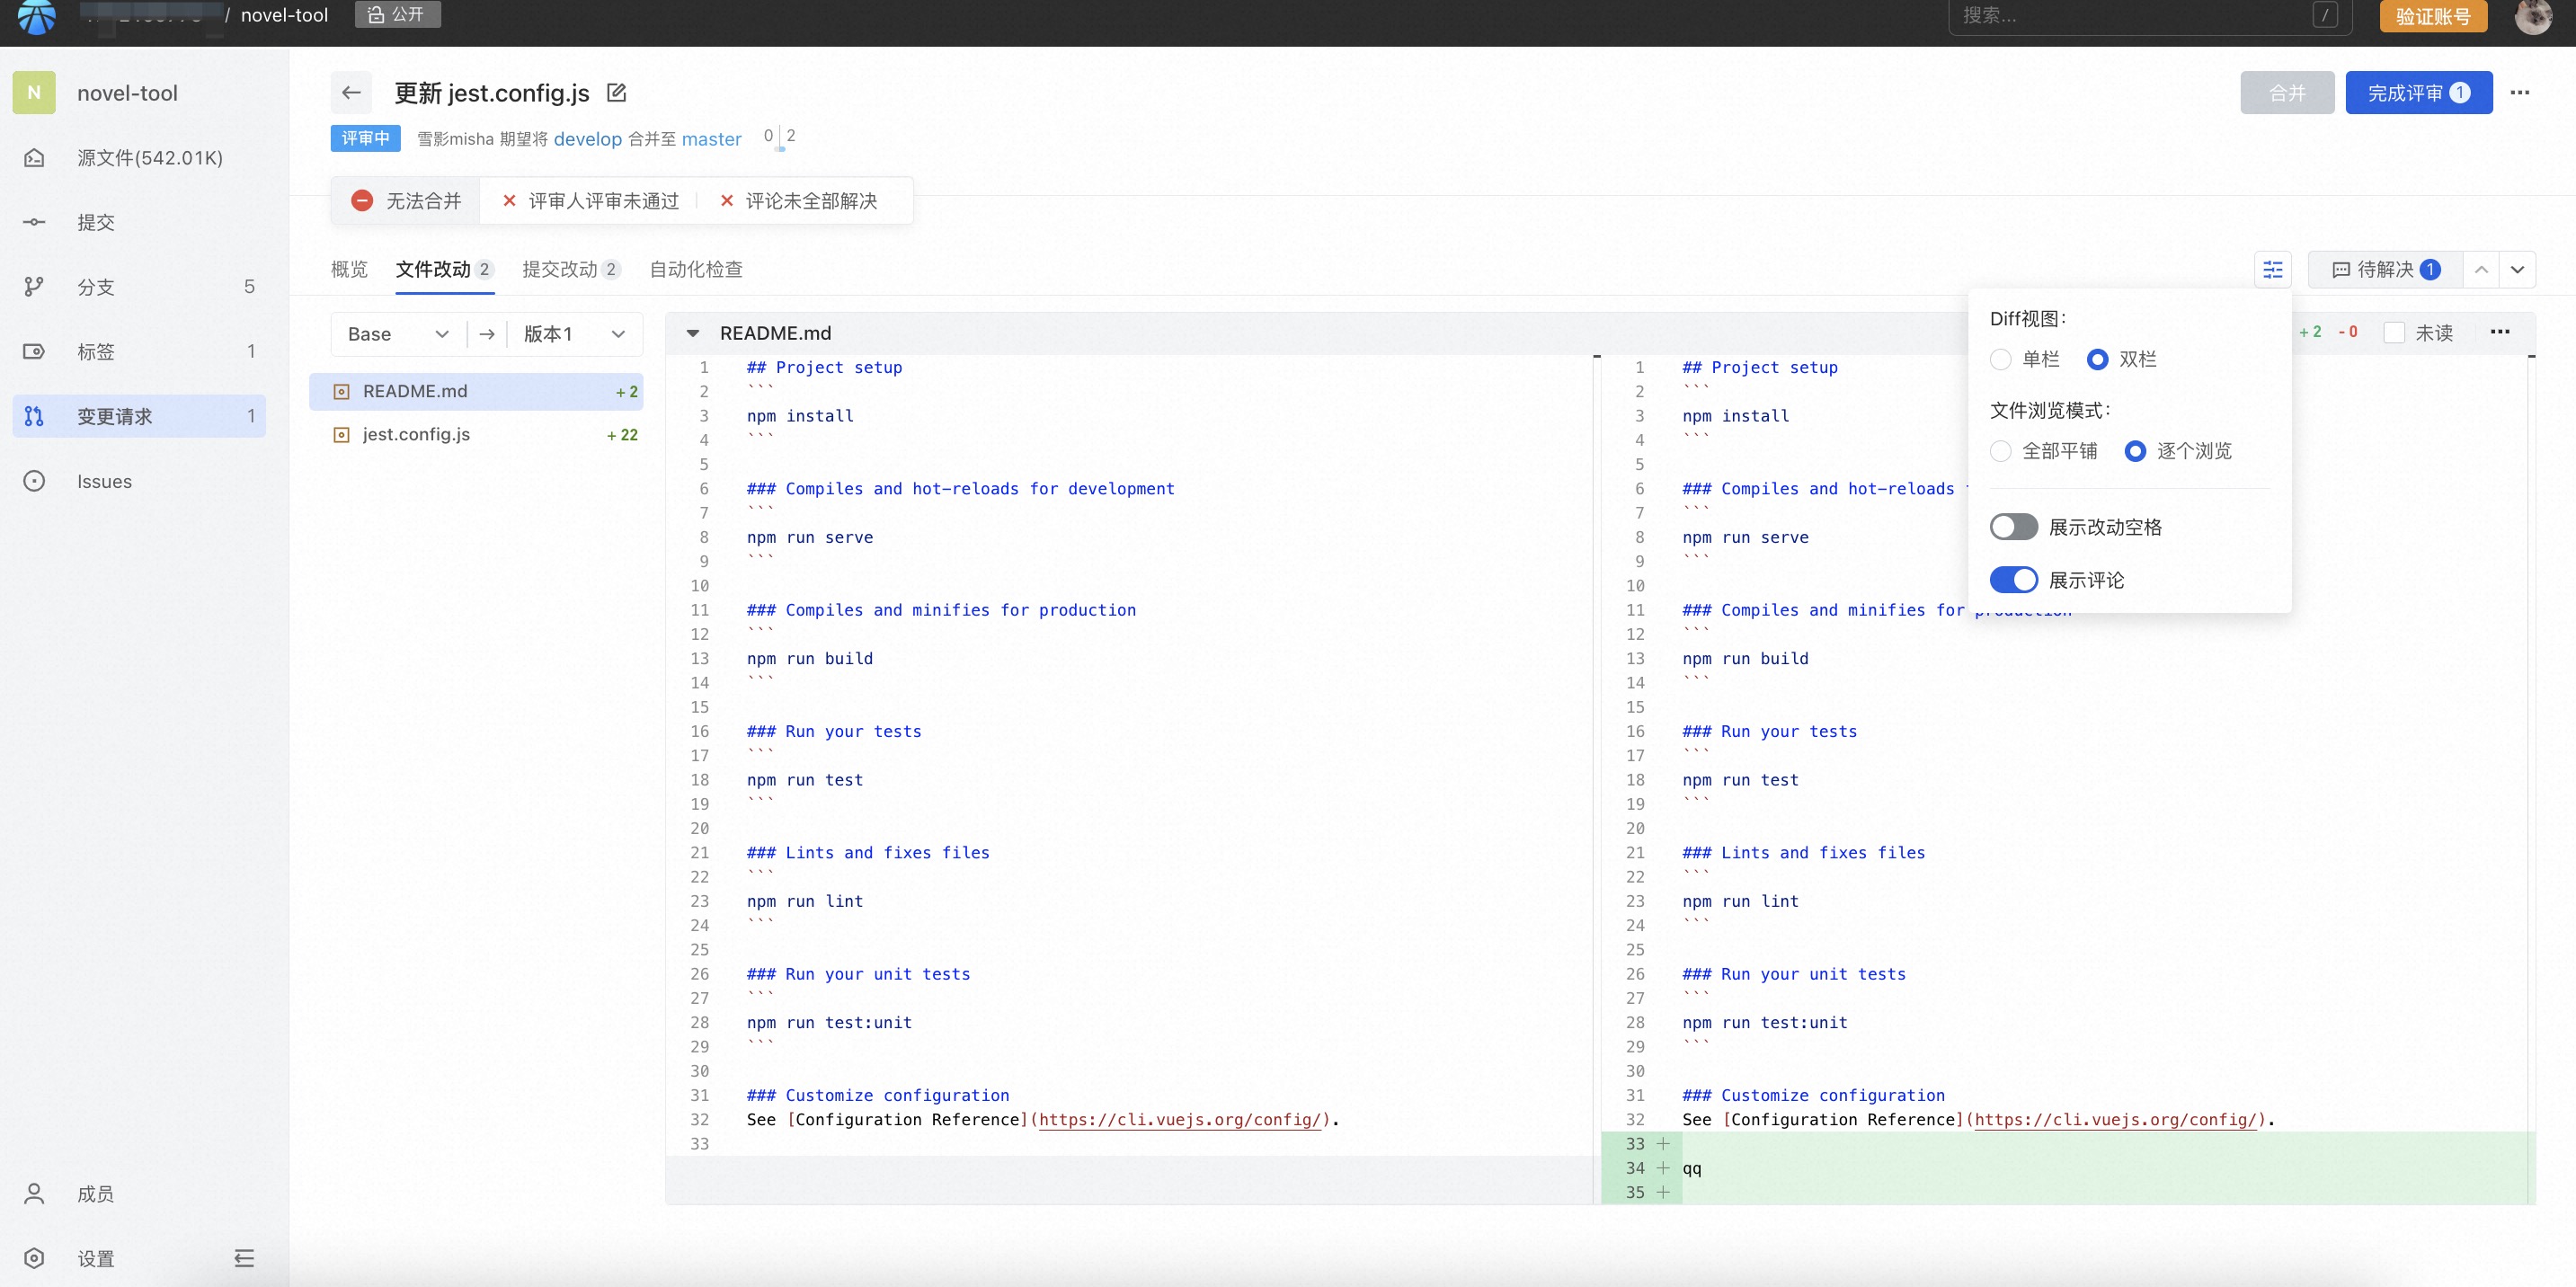 / novel-tool 公开 搜索... / 验证账号
N novel-tool
源文件(542.01K)
提交
分支 5
标签 1
变更请求 1
Issues
成员
设置
更新 jest.config.js
合并 完成评审 1 ...
评审中 雪影misha 期望将 develop 合并至 master 0 2
无法合并 × 评审人评审未通过 × 评论未全部解决
概览 文件改动 2 提交改动 2 自动化检查
待解决 1
Base → 版本1
README.md +2
jest.config.js +22
README.md
+2 -0 未读 ...
1 ## Project setup
2 ```
3 npm install
4 ```
5
6 ### Compiles and hot-reloads for development
7 ```
8 npm run serve
9 ```
10
11 ### Compiles and minifies for production
12 ```
13 npm run build
14 ```
15
16 ### Run your tests
17 ```
18 npm run test
19 ```
20
21 ### Lints and fixes files
22 ```
23 npm run lint
24 ```
25
26 ### Run your unit tests
27 ```
28 npm run test:unit
29 ```
30
31 ### Customize configuration
32 See [Configuration Reference](https://cli.vuejs.org/config/).
33
1 ## Project setup
2 ```
3 npm install
4 ```
5
6 ### Compiles and hot-reloads
7 ```
8 npm run serve
9 ```
10
11 ### Compiles and minifies for production
12 ```
13 npm run build
14 ```
15
16 ### Run your tests
17 ```
18 npm run test
19 ```
20
21 ### Lints and fixes files
22 ```
23 npm run lint
24 ```
25
26 ### Run your unit tests
27 ```
28 npm run test:unit
29 ```
30
31 ### Customize configuration
32 See [Configuration Reference](https://cli.vuejs.org/config/).
33 +
34 + qq
35 +
Diff视图：
单栏 双栏
文件浏览模式：
全部平铺 逐个浏览
展示改动空格
展示评论